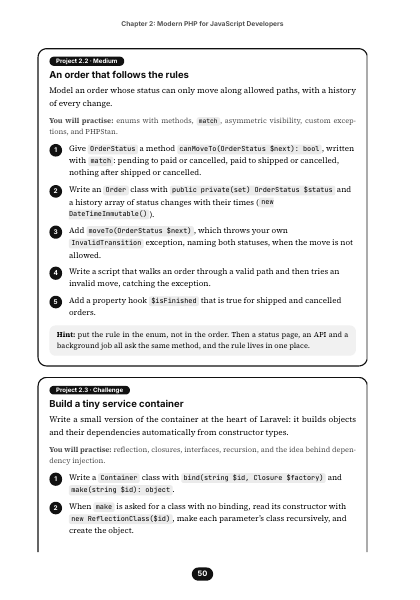 Chapter 2: Modern PHP for JavaScript Developers
Project 2.2 · Medium
An order that follows the rules
Model an order whose status can only move along allowed paths, with a history
of every change.
You will practise: enums with methods, match, asymmetric visibility, custom excep-
tions, and PHPStan.
1 Give OrderStatus a method canMoveTo(OrderStatus $next): bool, written
with match: pending to paid or cancelled, paid to shipped or cancelled,
nothing after shipped or cancelled.
2 Write an Order class with public private(set) OrderStatus $status and
a history array of status changes with their times (new
DateTimeImmutable()).
3 Add moveTo(OrderStatus $next), which throws your own
InvalidTransition exception, naming both statuses, when the move is not
allowed.
4 Write a script that walks an order through a valid path and then tries an
invalid move, catching the exception.
5 Add a property hook $isFinished that is true for shipped and cancelled
orders.
Hint: put the rule in the enum, not in the order. Then a status page, an API and a
background job all ask the same method, and the rule lives in one place.
Project 2.3 · Challenge
Build a tiny service container
Write a small version of the container at the heart of Laravel: it builds objects
and their dependencies automatically from constructor types.
You will practise: reflection, closures, interfaces, recursion, and the idea behind depen-
dency injection.
1 Write a Container class with bind(string $id, Closure $factory) and
make(string $id): object.
2 When make is asked for a class with no binding, read its constructor with
new ReflectionClass($id), make each parameter's class recursively, and
create the object.
50